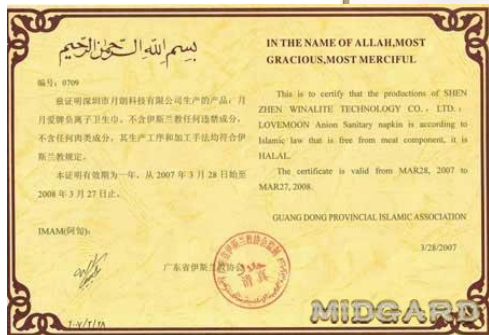 بسم الله الرحمن الرحيم
编号：0709
兹证明深圳市月朗科技有限公司生产的产品：月
月爱牌负离子卫生巾。不含伊斯兰教任何违禁成分，
不含任何肉类成分。其生产工序和加工手法均符合伊
斯兰教规定。
本证明有效期为一年。从 2007 年 3 月 28 日始至
2008 年 3 月 27 日止。
IMAM(阿訇):
广东省伊斯兰教协会
清真
IN THE NAME OF ALLAH,MOST
GRACIOUS,MOST MERCIFUL
This is to certify that the productions of SHEN
ZHEN WINALITE TECHNOLOGY CO., LTD.,
LOVEMOON Anion Sanitary napkin is according to
Islamic law that is free from meat component, it is
HALAL.
The certificate is valid from MAR28, 2007 to
MAR27, 2008.
GUANG DONG PROVINCIAL ISLAMIC ASSOCIATION
3/28/2007
MIDGARD